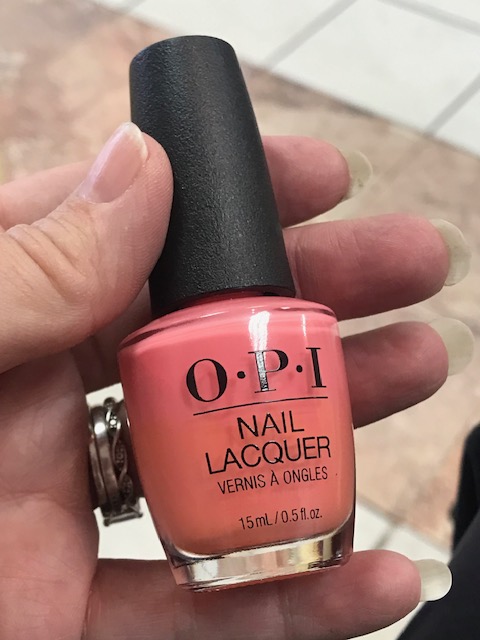 O·P·I
NAIL
LACQUER
VERNIS À ONGLES
15 mL / 0.5 fl. oz.